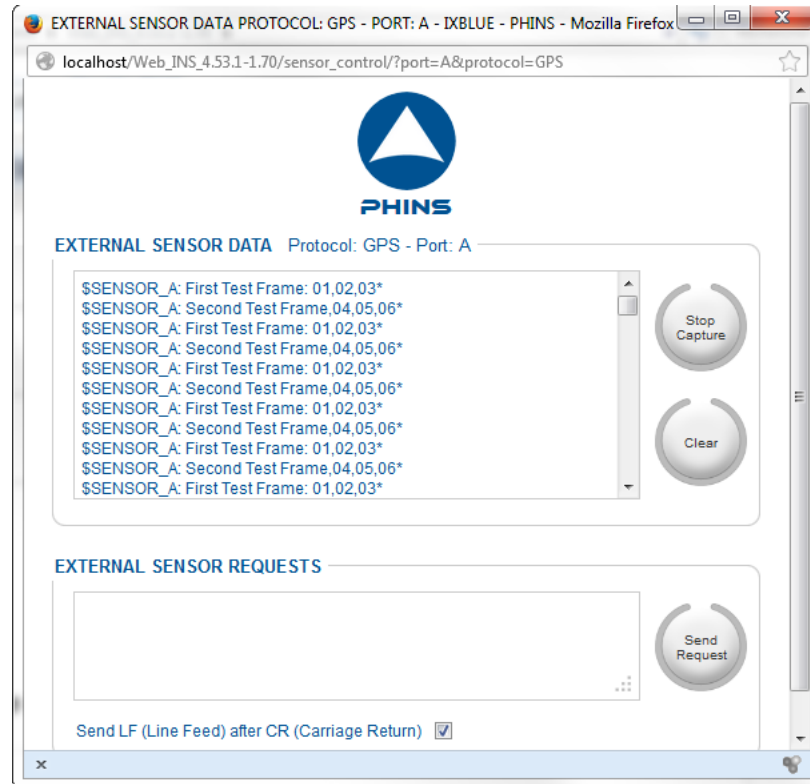 EXTERNAL SENSOR DATA PROTOCOL: GPS - PORT: A - IXBLUE - PHINS - Mozilla Firefox
localhost/Web_INS_4.53.1-1.70/sensor_control/?port=A&protocol=GPS
PHINS
EXTERNAL SENSOR DATA Protocol: GPS - Port: A
$SENSOR_A: First Test Frame: 01,02,03*
$SENSOR_A: Second Test Frame,04,05,06*
$SENSOR_A: First Test Frame: 01,02,03*
$SENSOR_A: Second Test Frame,04,05,06*
$SENSOR_A: First Test Frame: 01,02,03*
$SENSOR_A: Second Test Frame,04,05,06*
$SENSOR_A: First Test Frame: 01,02,03*
$SENSOR_A: Second Test Frame,04,05,06*
$SENSOR_A: First Test Frame: 01,02,03*
$SENSOR_A: Second Test Frame,04,05,06*
$SENSOR_A: First Test Frame: 01,02,03*
Stop
Capture
Clear
EXTERNAL SENSOR REQUESTS
Send
Request
Send LF (Line Feed) after CR (Carriage Return)